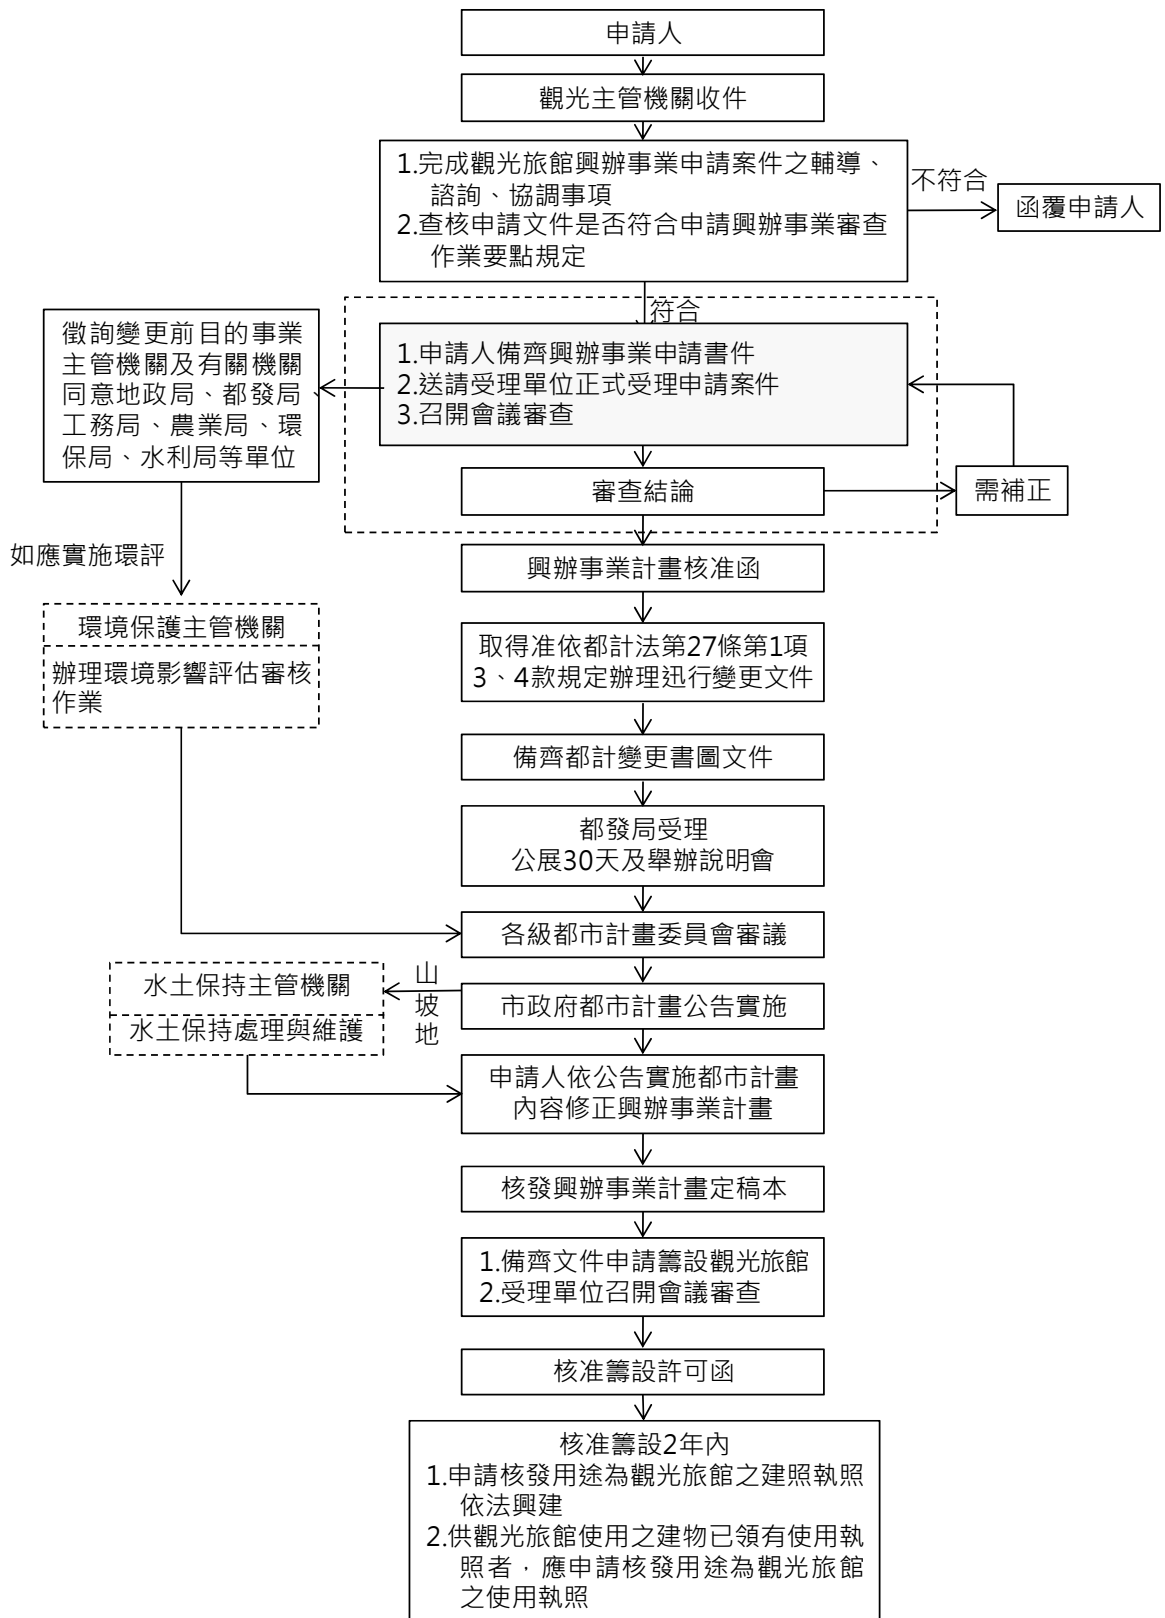 申請人
觀光主管機關收件
1.完成觀光旅館興辦事業申請案件之輔導、
諮詢、協調事項
2.查核申請文件是否符合申請興辦事業審查
作業要點規定
不符合
函覆申請人
符合
1.申請人備齊興辦事業申請書件
2.送請受理單位正式受理申請案件
3.召開會議審查
徵詢變更前目的事業
主管機關及有關機關
同意地政局、都發局、
工務局、農業局、環
保局、水利局等單位
審查結論
需補正
如應實施環評
環境保護主管機關
辦理環境影響評估審核
作業
興辦事業計畫核准函
取得准依都計法第27條第1項
3、4款規定辦理迅行變更文件
備齊都計變更書圖文件
都發局受理
公展30天及舉辦說明會
各級都市計畫委員會審議
山
坡
地
水土保持主管機關
水土保持處理與維護
市政府都市計畫公告實施
申請人依公告實施都市計畫
內容修正興辦事業計畫
核發興辦事業計畫定稿本
1.備齊文件申請籌設觀光旅館
2.受理單位召開會議審查
核准籌設許可函
核准籌設2年內
1.申請核發用途為觀光旅館之建照執照
依法興建
2.供觀光旅館使用之建物已領有使用執
照者，應申請核發用途為觀光旅館
之使用執照